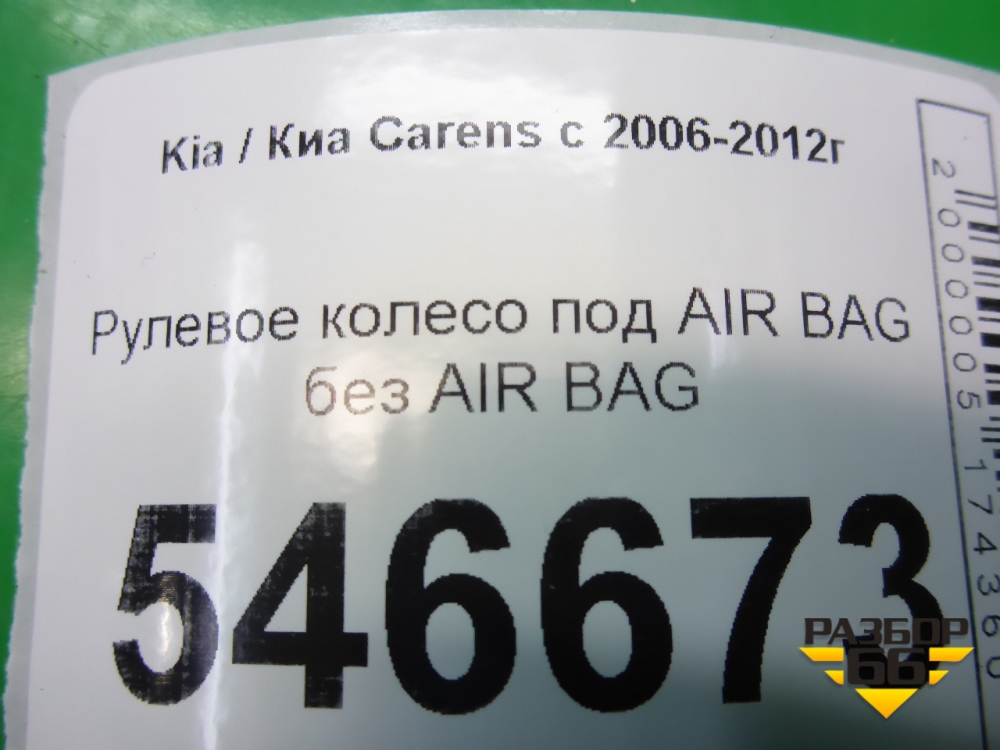 Kia / Киа Carens с 2006-2012г
Рулевое колесо под AIR BAG
без AIR BAG
546673
2000005174360
РАЗБОР
66